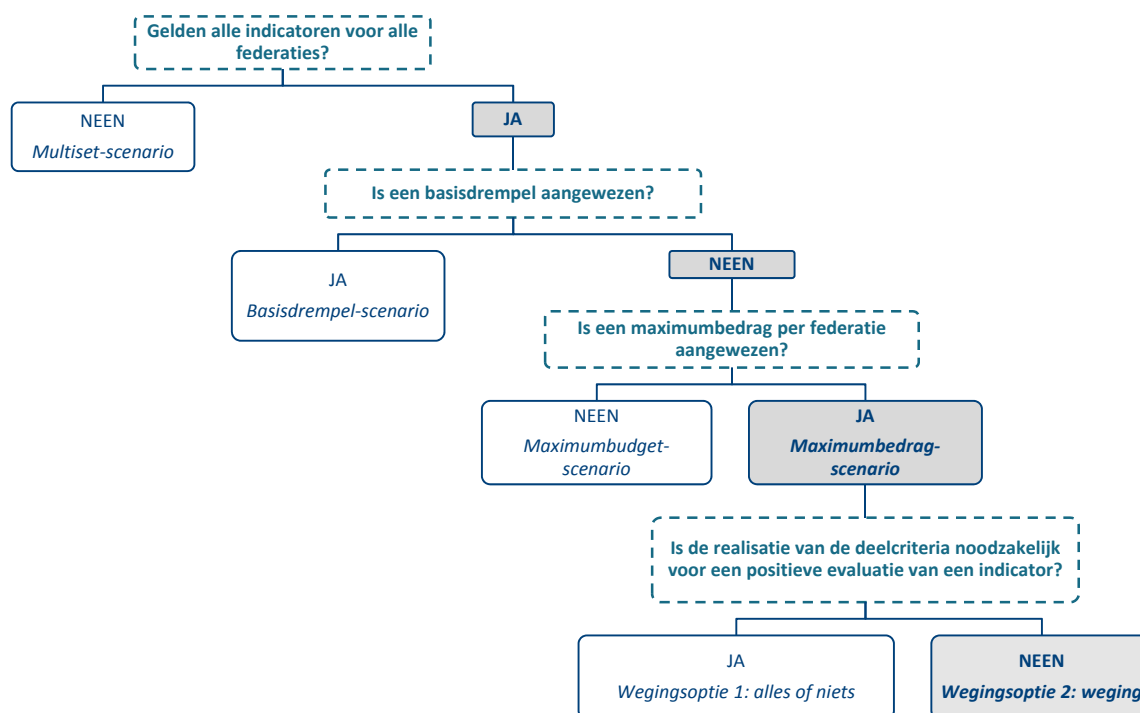 Gelden alle indicatoren voor alle
federaties?
NEEN
Multiset-scenario
JA
Is een basisdrempel aangewezen?
JA
Basisdrempel-scenario
NEEN
Is een maximumbedrag per federatie
aangewezen?
NEEN
Maximumbudget-
scenario
JA
Maximumbedrag-
scenario
Is de realisatie van de deelcriteria noodzakelijk
voor een positieve evaluatie van een indicator?
JA
Wegingsoptie 1: alles of niets
NEEN
Wegingsoptie 2: weging